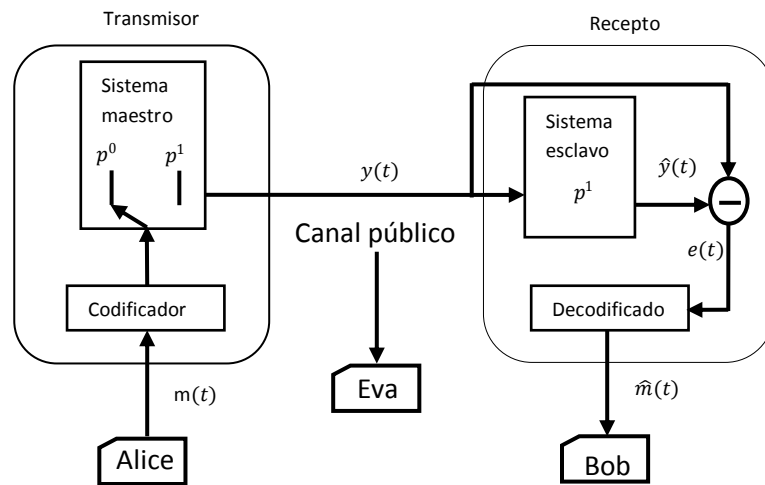 Transmisor
Recepto
Sistema
maestro
p⁰ p¹
Codificador
m(t)
Alice
y(t)
Canal público
Eva
Sistema
esclavo
p¹
ŷ(t)
e(t)
Decodificado
m̂(t)
Bob